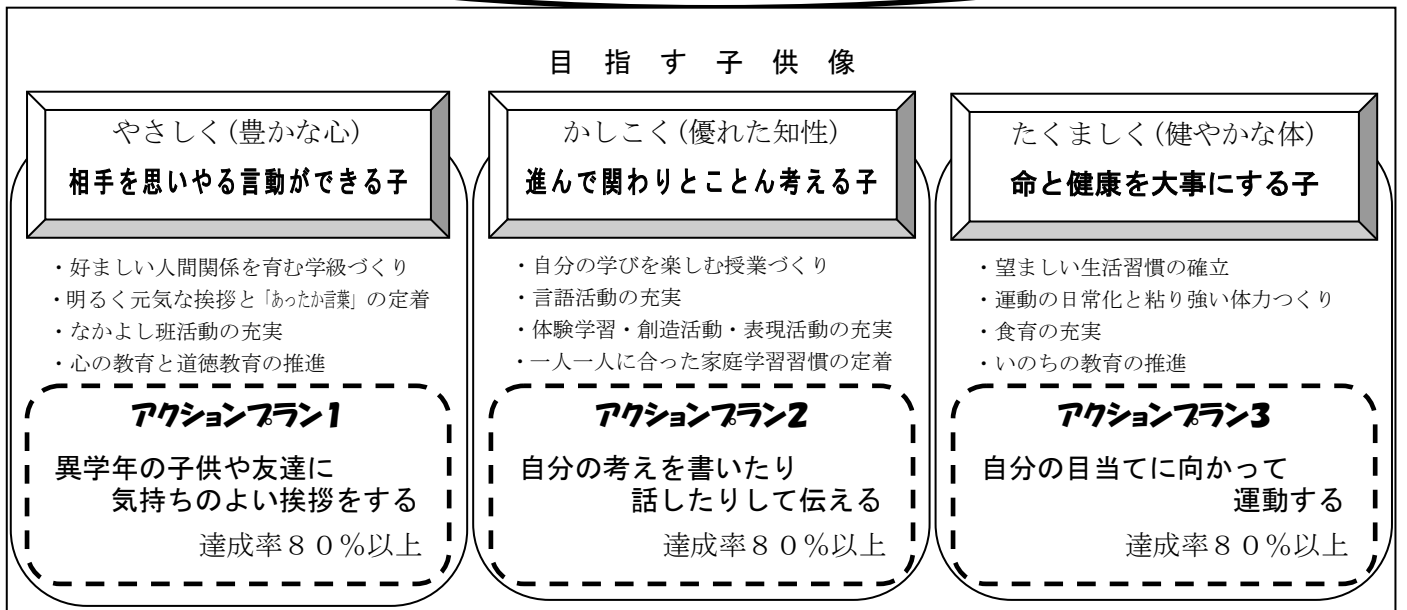 目指す子供像
やさしく(豊かな心)
相手を思いやる言動ができる子
・好ましい人間関係を育む学級づくり
・明るく元気な挨拶と「あったか言葉」の定着
・なかよし班活動の充実
・心の教育と道徳教育の推進
アクションプラン1
異学年の子供や友達に
気持ちのよい挨拶をする
達成率８０％以上
かしこく(優れた知性)
進んで関わりとことん考える子
・自分の学びを楽しむ授業づくり
・言語活動の充実
・体験学習・創造活動・表現活動の充実
・一人一人に合った家庭学習習慣の定着
アクションプラン2
自分の考えを書いたり
話したりして伝える
達成率８０％以上
たくましく(健やかな体)
命と健康を大事にする子
・望ましい生活習慣の確立
・運動の日常化と粘り強い体力つくり
・食育の充実
・いのちの教育の推進
アクションプラン3
自分の目当てに向かって
運動する
達成率８０％以上